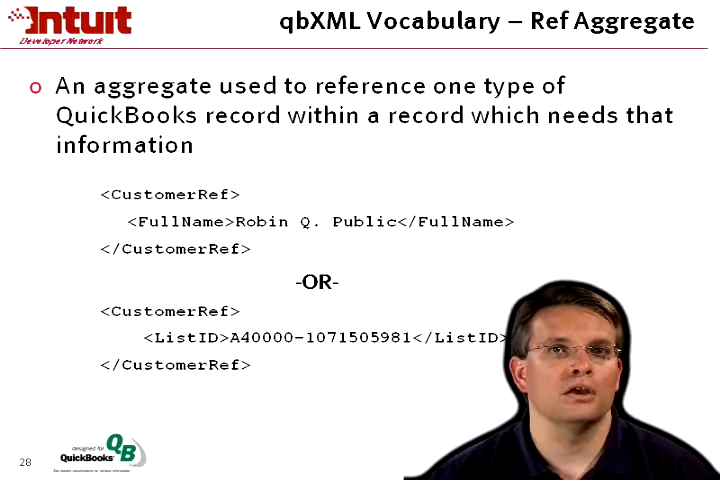 intuit
Developer Network
qbXML Vocabulary – Ref Aggregate
o An aggregate used to reference one type of
QuickBooks record within a record which needs that
information
<CustomerRef>
<FullName>Robin Q. Public</FullName>
</CustomerRef>
-OR-
<CustomerRef>
<ListID>A40000-1071505981</ListID>
</CustomerRef>
28
designed for
QuickBooks
QB